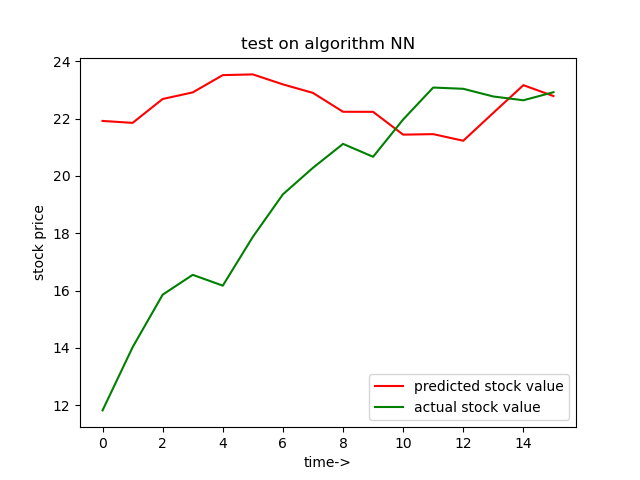 test on algorithm NN
24
22
20
18
16
14
12
stock price
predicted stock value
actual stock value
0 2 4 6 8 10 12 14
time->